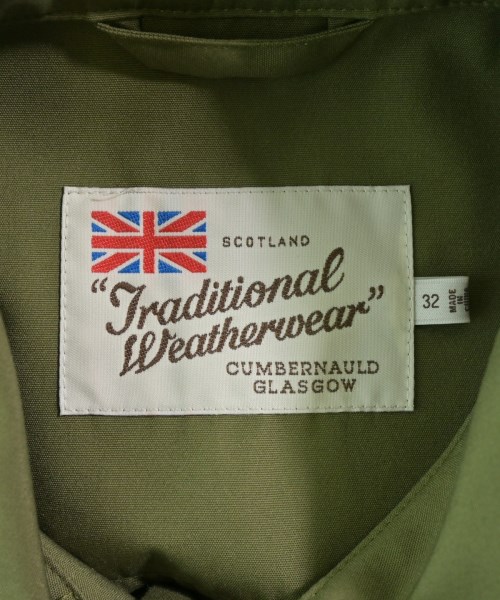 SCOTLAND
"Traditional
Weatherwear"
CUMBERNAULD
GLASGOW
32
MADE
IN